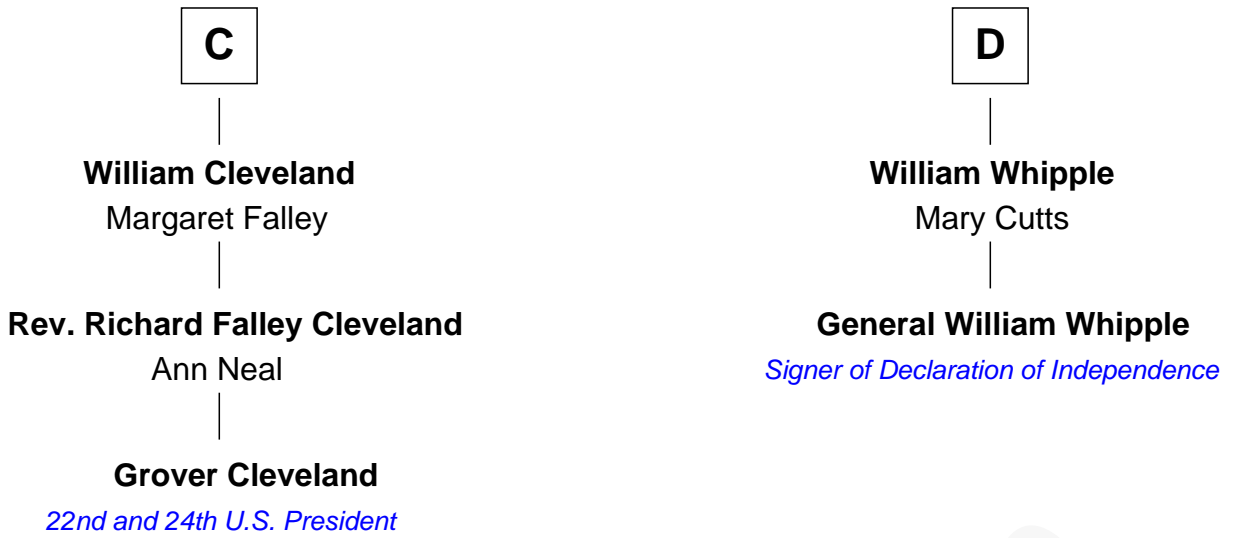 C
William Cleveland
Margaret Falley
Rev. Richard Falley Cleveland
Ann Neal
Grover Cleveland
22nd and 24th U.S. President
D
William Whipple
Mary Cutts
General William Whipple
Signer of Declaration of Independence